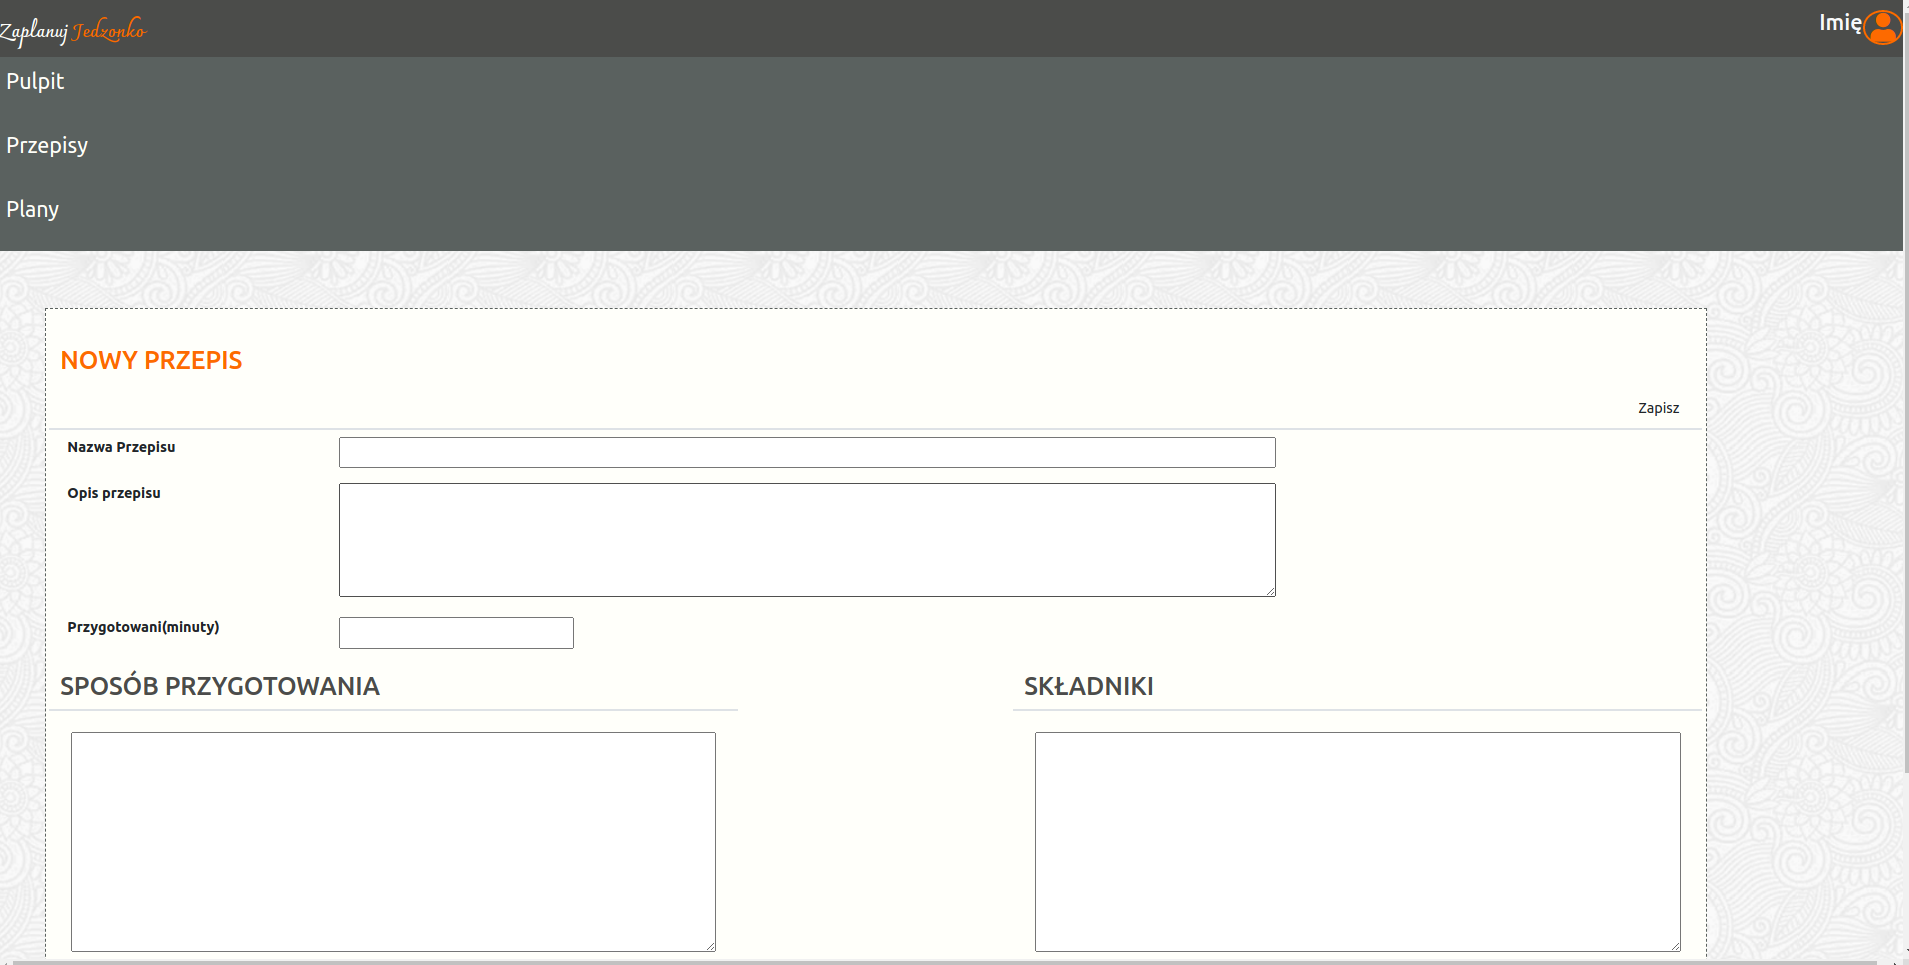 Zaplanuj Jedzonko
Imię
Pulpit
Przepisy
Plany
NOWY PRZEPIS
Zapisz
Nazwa Przepisu
Opis przepisu
Przygotowani(minuty)
SPOSÓB PRZYGOTOWANIA
SKŁADNIKI